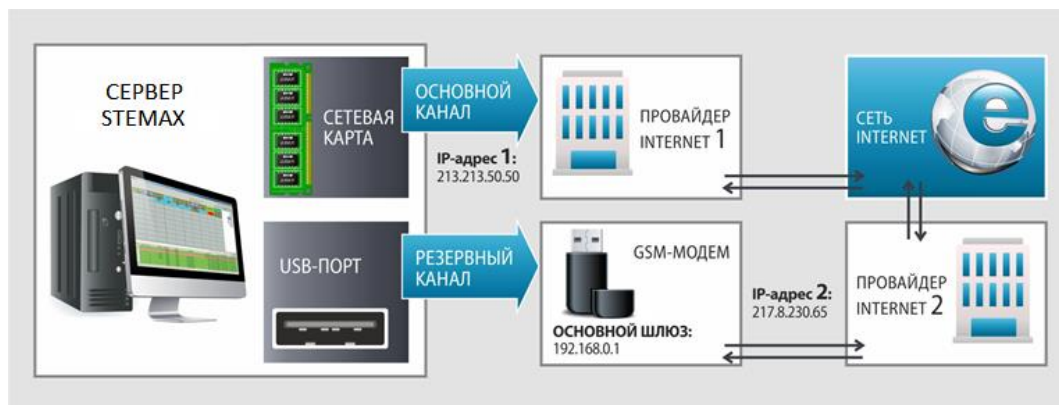 СЕРВЕР
STEMAX
СЕТЕВАЯ
КАРТА
ОСНОВНОЙ
КАНАЛ
IP-адрес 1:
213.213.50.50
ПРОВАЙДЕР
INTERNET 1
СЕТЬ
INTERNET
USB-ПОРТ
РЕЗЕРВНЫЙ
КАНАЛ
GSM-МОДЕМ
ОСНОВНОЙ ШЛЮЗ:
192.168.0.1
IP-адрес 2:
217.8.230.65
ПРОВАЙДЕР
INTERNET 2